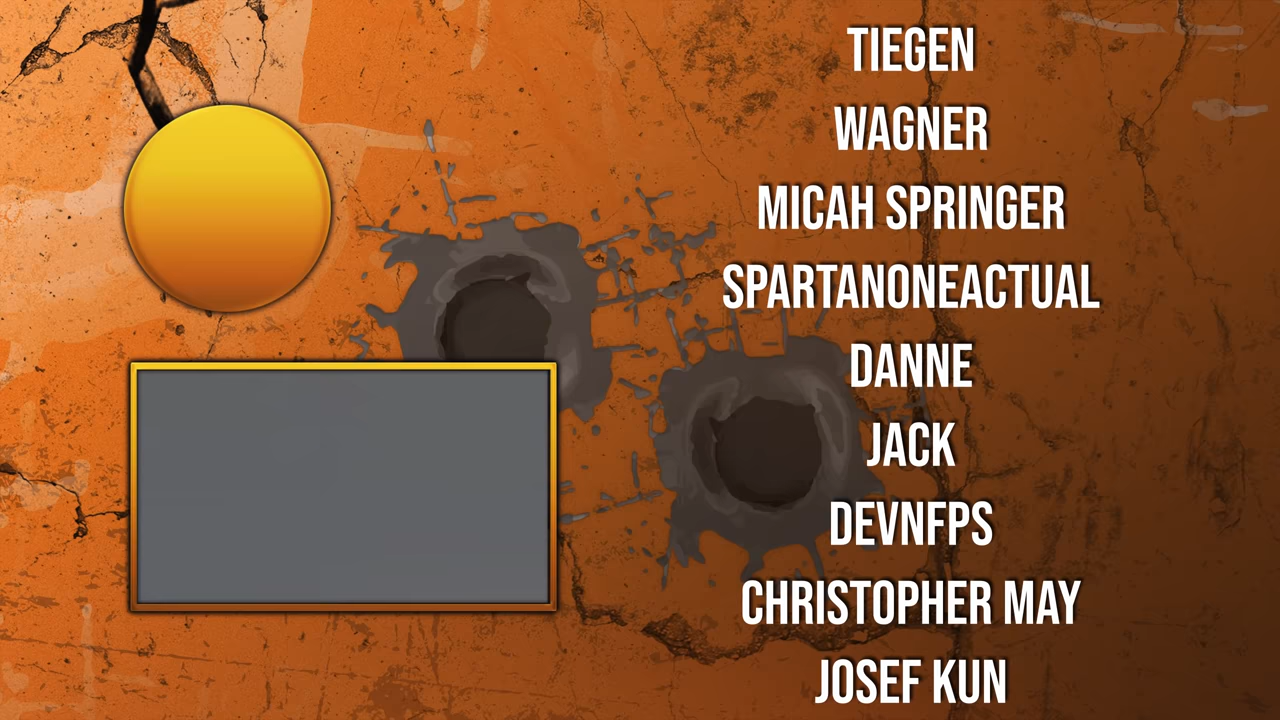 TIEGEN
WAGNER
MICAH SPRINGER
SPARTANONEACTUAL
DANNE
JACK
DEVNFPS
CHRISTOPHER MAY
JOSEF KUN